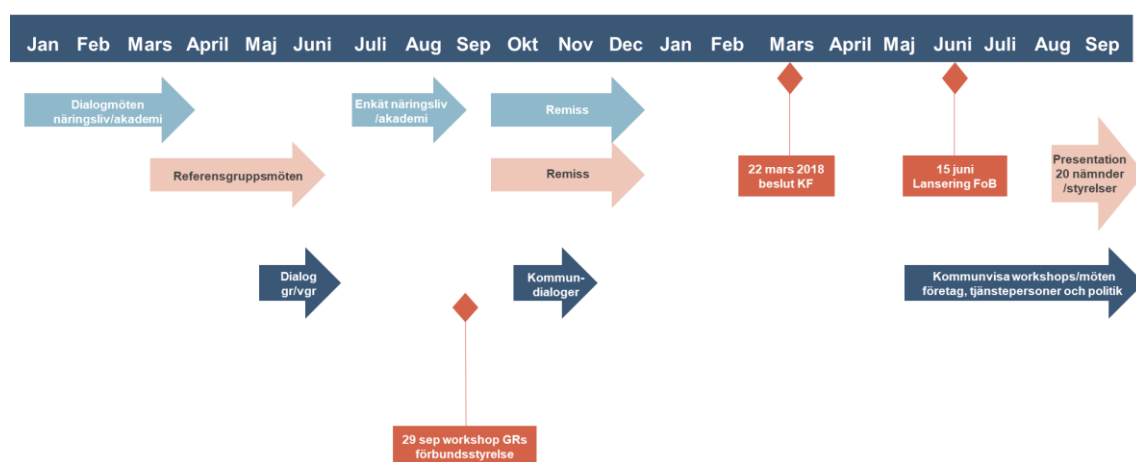 Jan Feb Mars April Maj Juni Juli Aug Sep Okt Nov Dec Jan Feb Mars April Maj Juni Juli Aug Sep
Dialogmöten
näringsliv/akademi
Enkät näringsliv
/akademi
Remiss
Referensgruppsmöten
Remiss
22 mars 2018
beslut KF
15 juni
Lansering FoB
Presentation
20 nämnder
/styrelser
Dialog
gr/vgr
Kommun-
dialoger
Kommunvisa workshops/möten
företag, tjänstepersoner och politik
29 sep workshop GRs
förbundsstyrelse